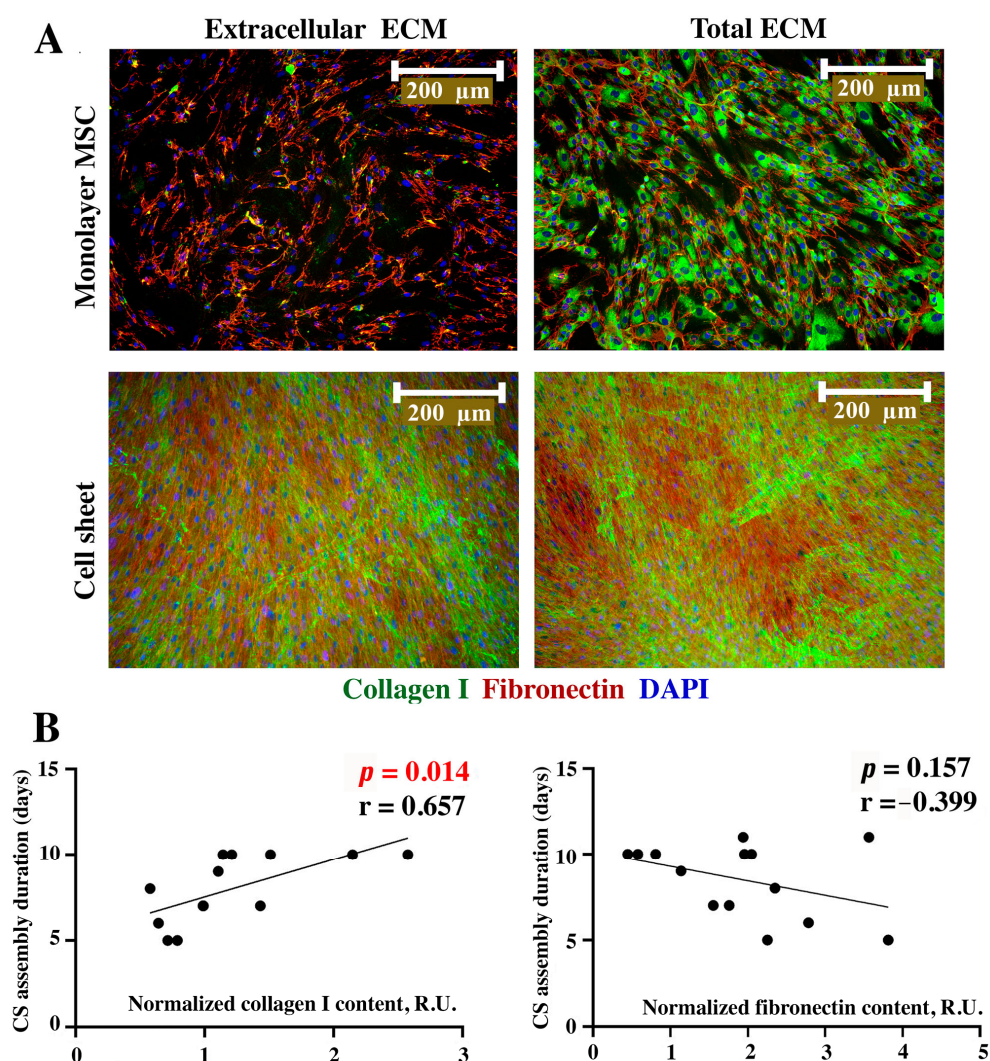 A
Extracellular ECM
Total ECM
Monolayer MSC
200 µm
200 µm
Cell sheet
200 µm
200 µm
Collagen I Fibronectin DAPI
B
CS assembly duration (days)
15
10
5
0
p = 0.014
r = 0.657
Normalized collagen I content, R.U.
0 1 2 3
CS assembly duration (days)
15
10
5
0
p = 0.157
r = −0.399
Normalized fibronectin content, R.U.
0 1 2 3 4 5